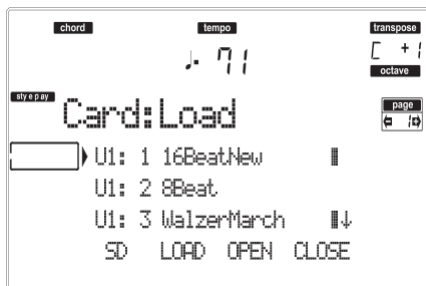 chord tempo transpose
♩. 71 C +1
octave
style play
Card:Load page
1
U1: 1 16BeatNew
U1: 2 8Beat
U1: 3 WalzerMarch ↓
SD LOAD OPEN CLOSE